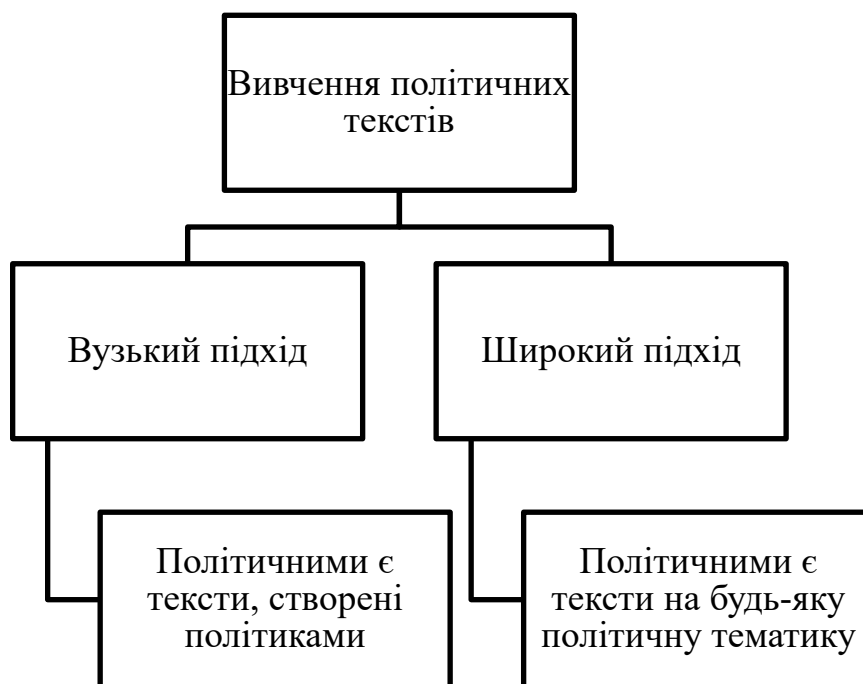 Вивчення політичних
текстів
Вузький підхід
Широкий підхід
Політичними є
тексти, створені
політиками
Політичними є
тексти на будь-яку
політичну тематику